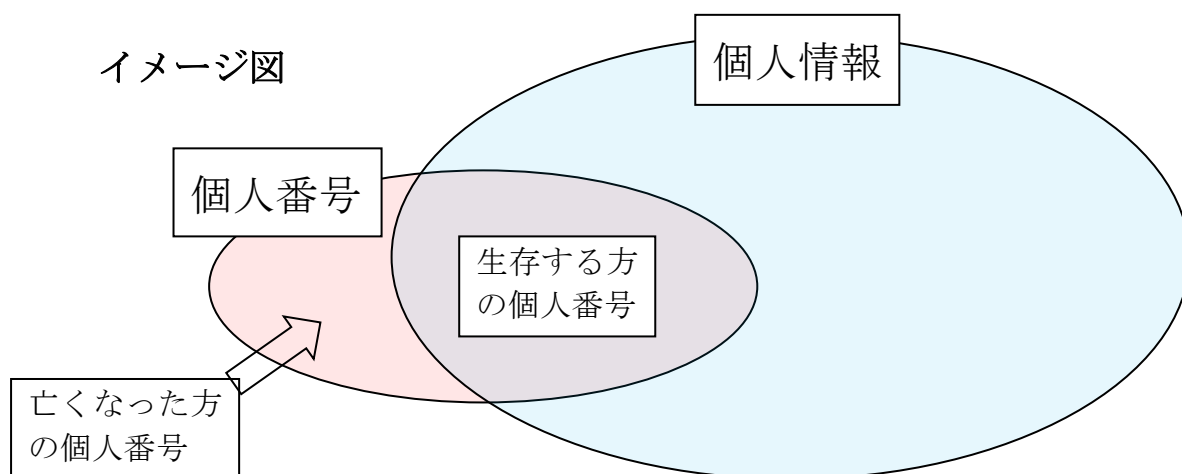 イメージ図
個人情報
個人番号
生存する方
の個人番号
亡くなった方
の個人番号